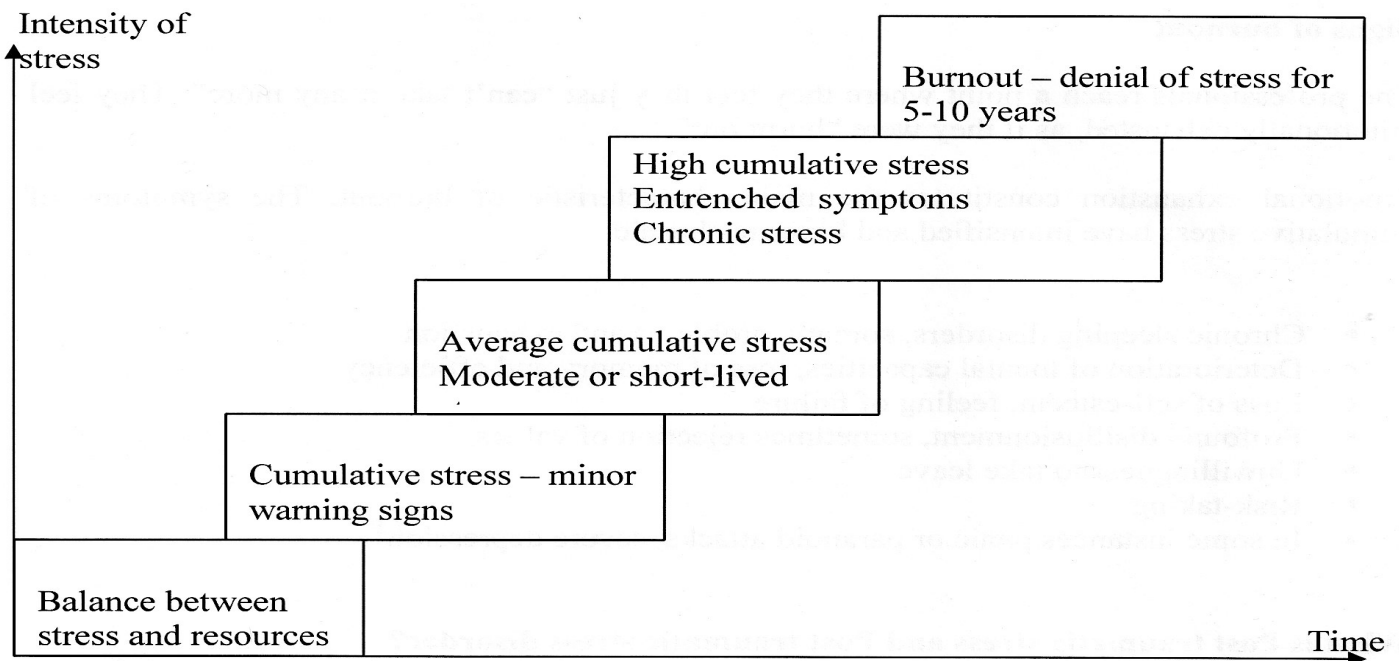 Intensity of
stress
Burnout – denial of stress for
5-10 years
High cumulative stress
Entrenched symptoms
Chronic stress
Average cumulative stress
Moderate or short-lived
Cumulative stress – minor
warning signs
Balance between
stress and resources
Time